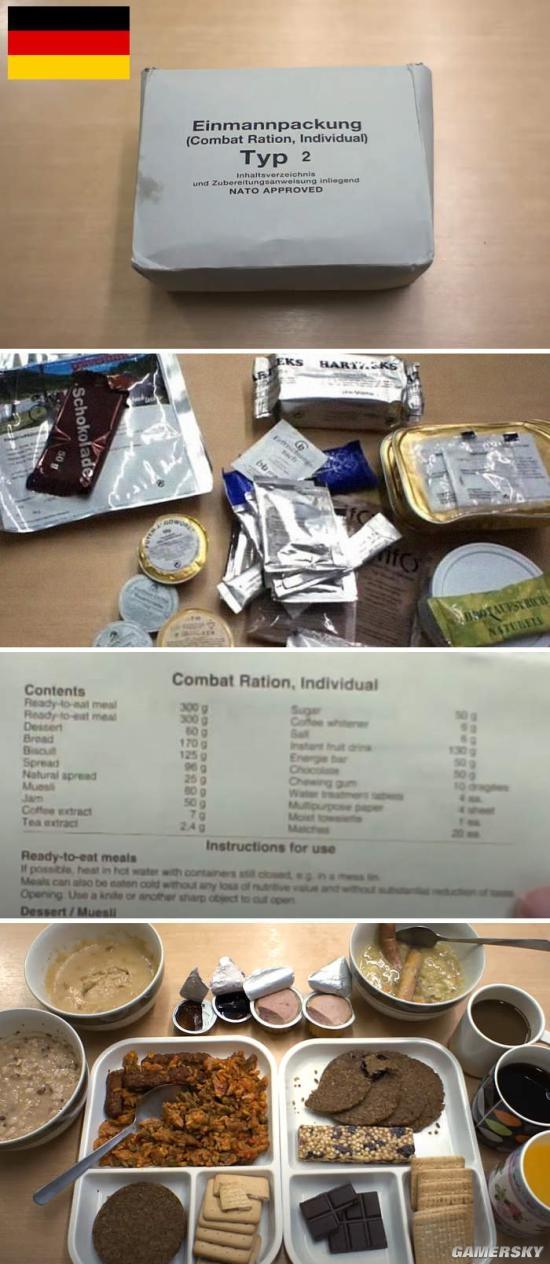 Einmannpackung
(Combat Ration, Individual)
Typ 2
Inhaltsverzeichnis
und Zubereitungsanweisung inliegend
NATO APPROVED
EKS HARTKEKS
Schokolade
50 g
BROTAUFSTRICH
NATURELL
Combat Ration, Individual
Contents
Ready-to-eat meal 300 g
Ready-to-eat meal 300 g
Dessert 60 g
Bread 170 g
Biscuit 125 g
Spread 96 g
Natural spread 25 g
Muesli 80 g
Jam 50 g
Coffee extract 7 g
Tea extract 2,4 g
Sugar 50 g
Coffee whitener
Salt
Instant fruit drink 130 g
Energie bar 50 g
Chocolate 50 g
Chewing gum 10 dragées
Water treatment tablets 4 ea.
Multipurpose paper 4 sheet
Moist towelette 1 ea.
Matches 20 ea.
Instructions for use
Ready-to-eat meals
If possible, heat in hot water with containers still closed, e.g. in a mess tin.
Meals can also be eaten cold without any loss of nutritive value and without substantial reduction of taste.
Opening: Use a knife or another sharp object to cut open.
Dessert / Muesli
GAMERSKY